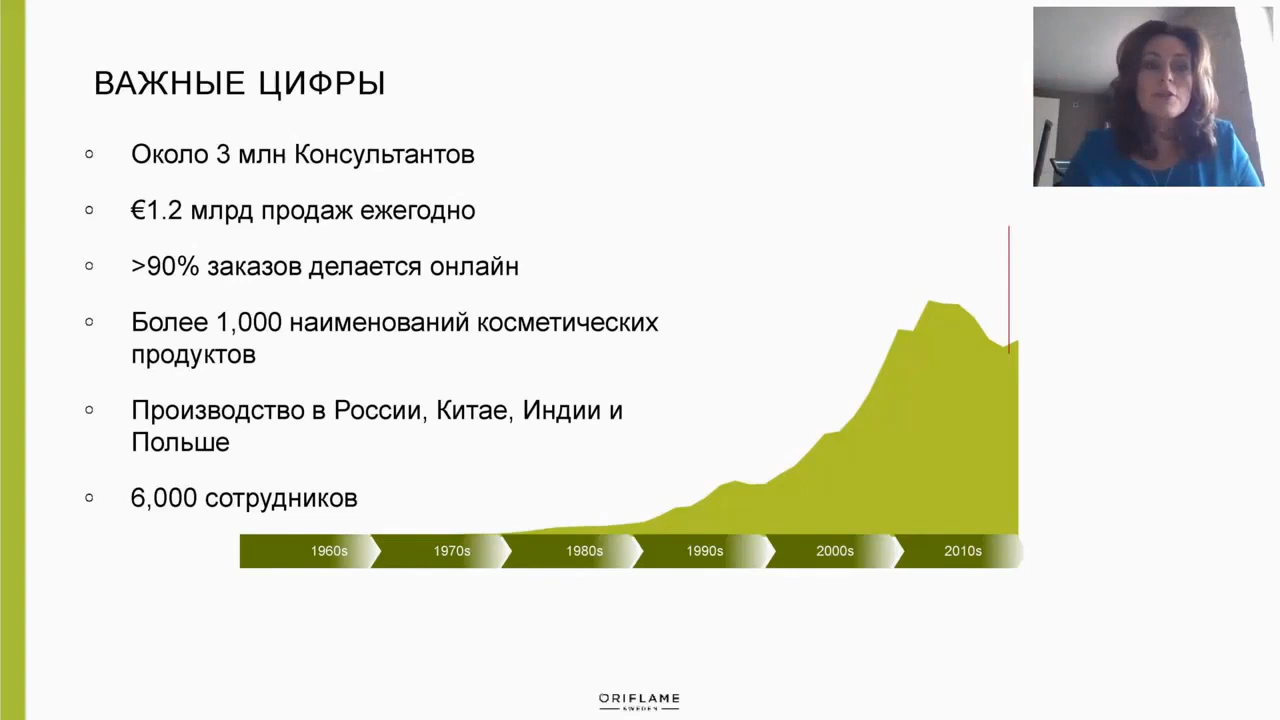 ВАЖНЫЕ ЦИФРЫ
Около 3 млн Консультантов
€1.2 млрд продаж ежегодно
>90% заказов делается онлайн
Более 1,000 наименований косметических
продуктов
Производство в России, Китае, Индии и
Польше
6,000 сотрудников
1960s 1970s 1980s 1990s 2000s 2010s
ORIFLAME
SWEDEN